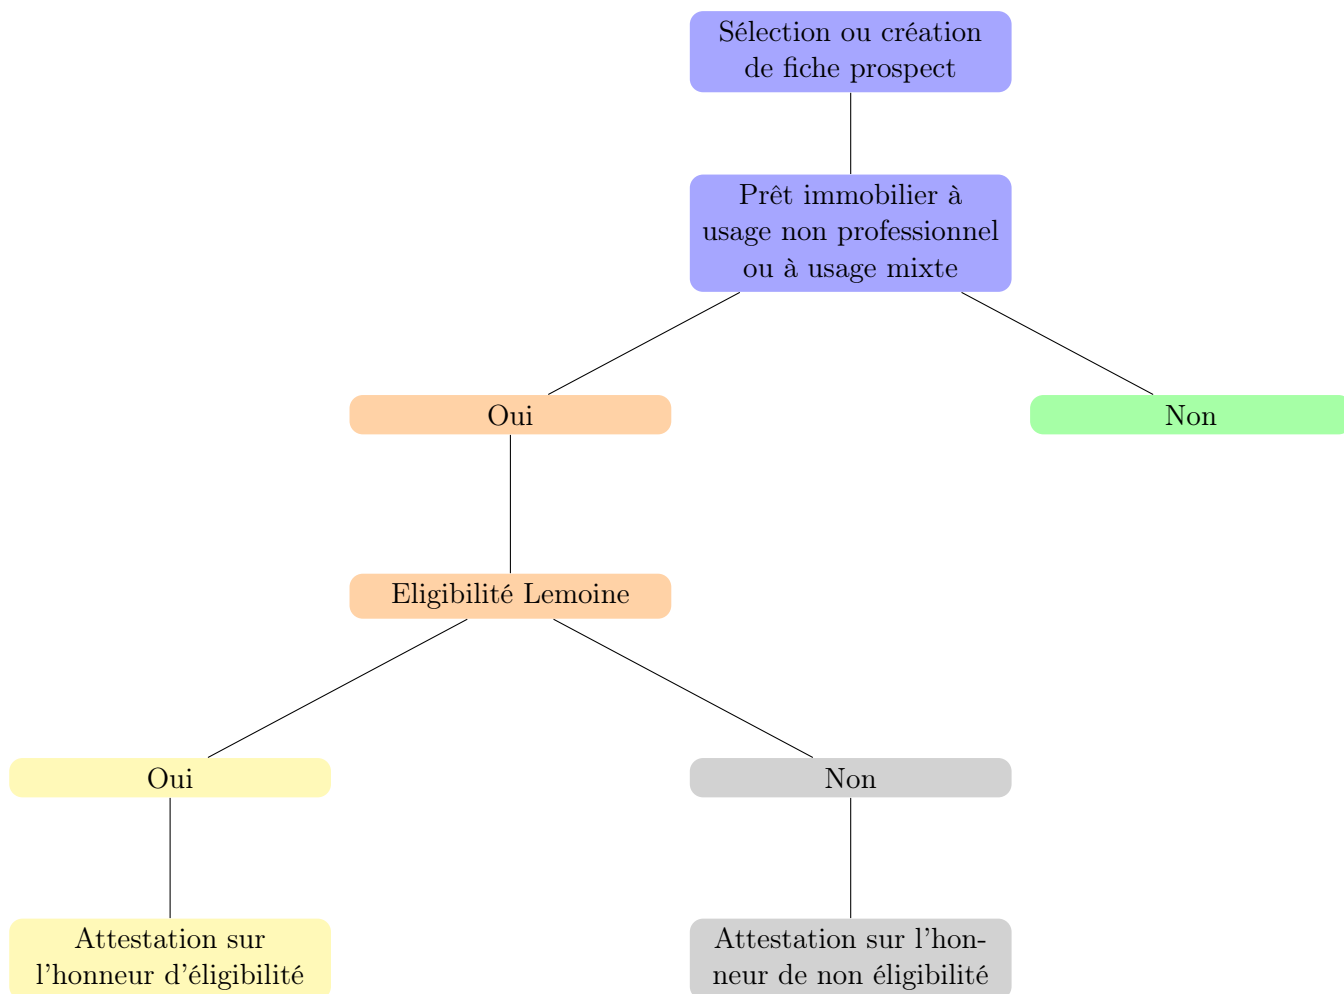 Sélection ou création
de fiche prospect
Prêt immobilier à
usage non professionnel
ou à usage mixte
Oui
Non
Eligibilité Lemoine
Oui
Non
Attestation sur
l'honneur d'éligibilité
Attestation sur l'hon-
neur de non éligibilité